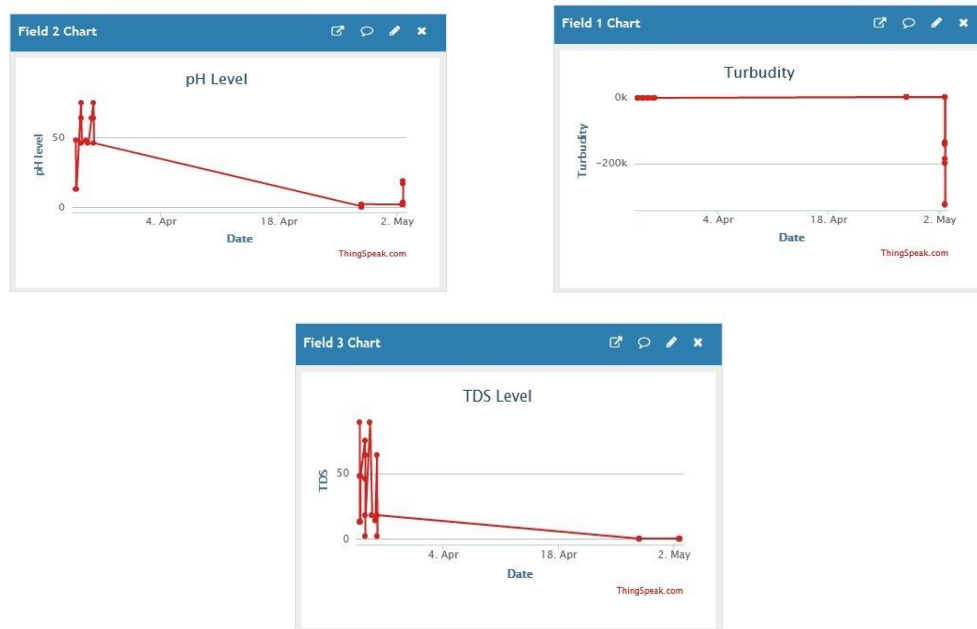 Field 2 Chart
pH Level
pH level
50
0
4. Apr
18. Apr
2. May
Date
ThingSpeak.com
Field 1 Chart
Turbudity
Turbudity
0k
-200k
4. Apr
18. Apr
2. May
Date
ThingSpeak.com
Field 3 Chart
TDS Level
TDS
50
0
4. Apr
18. Apr
2. May
Date
ThingSpeak.com